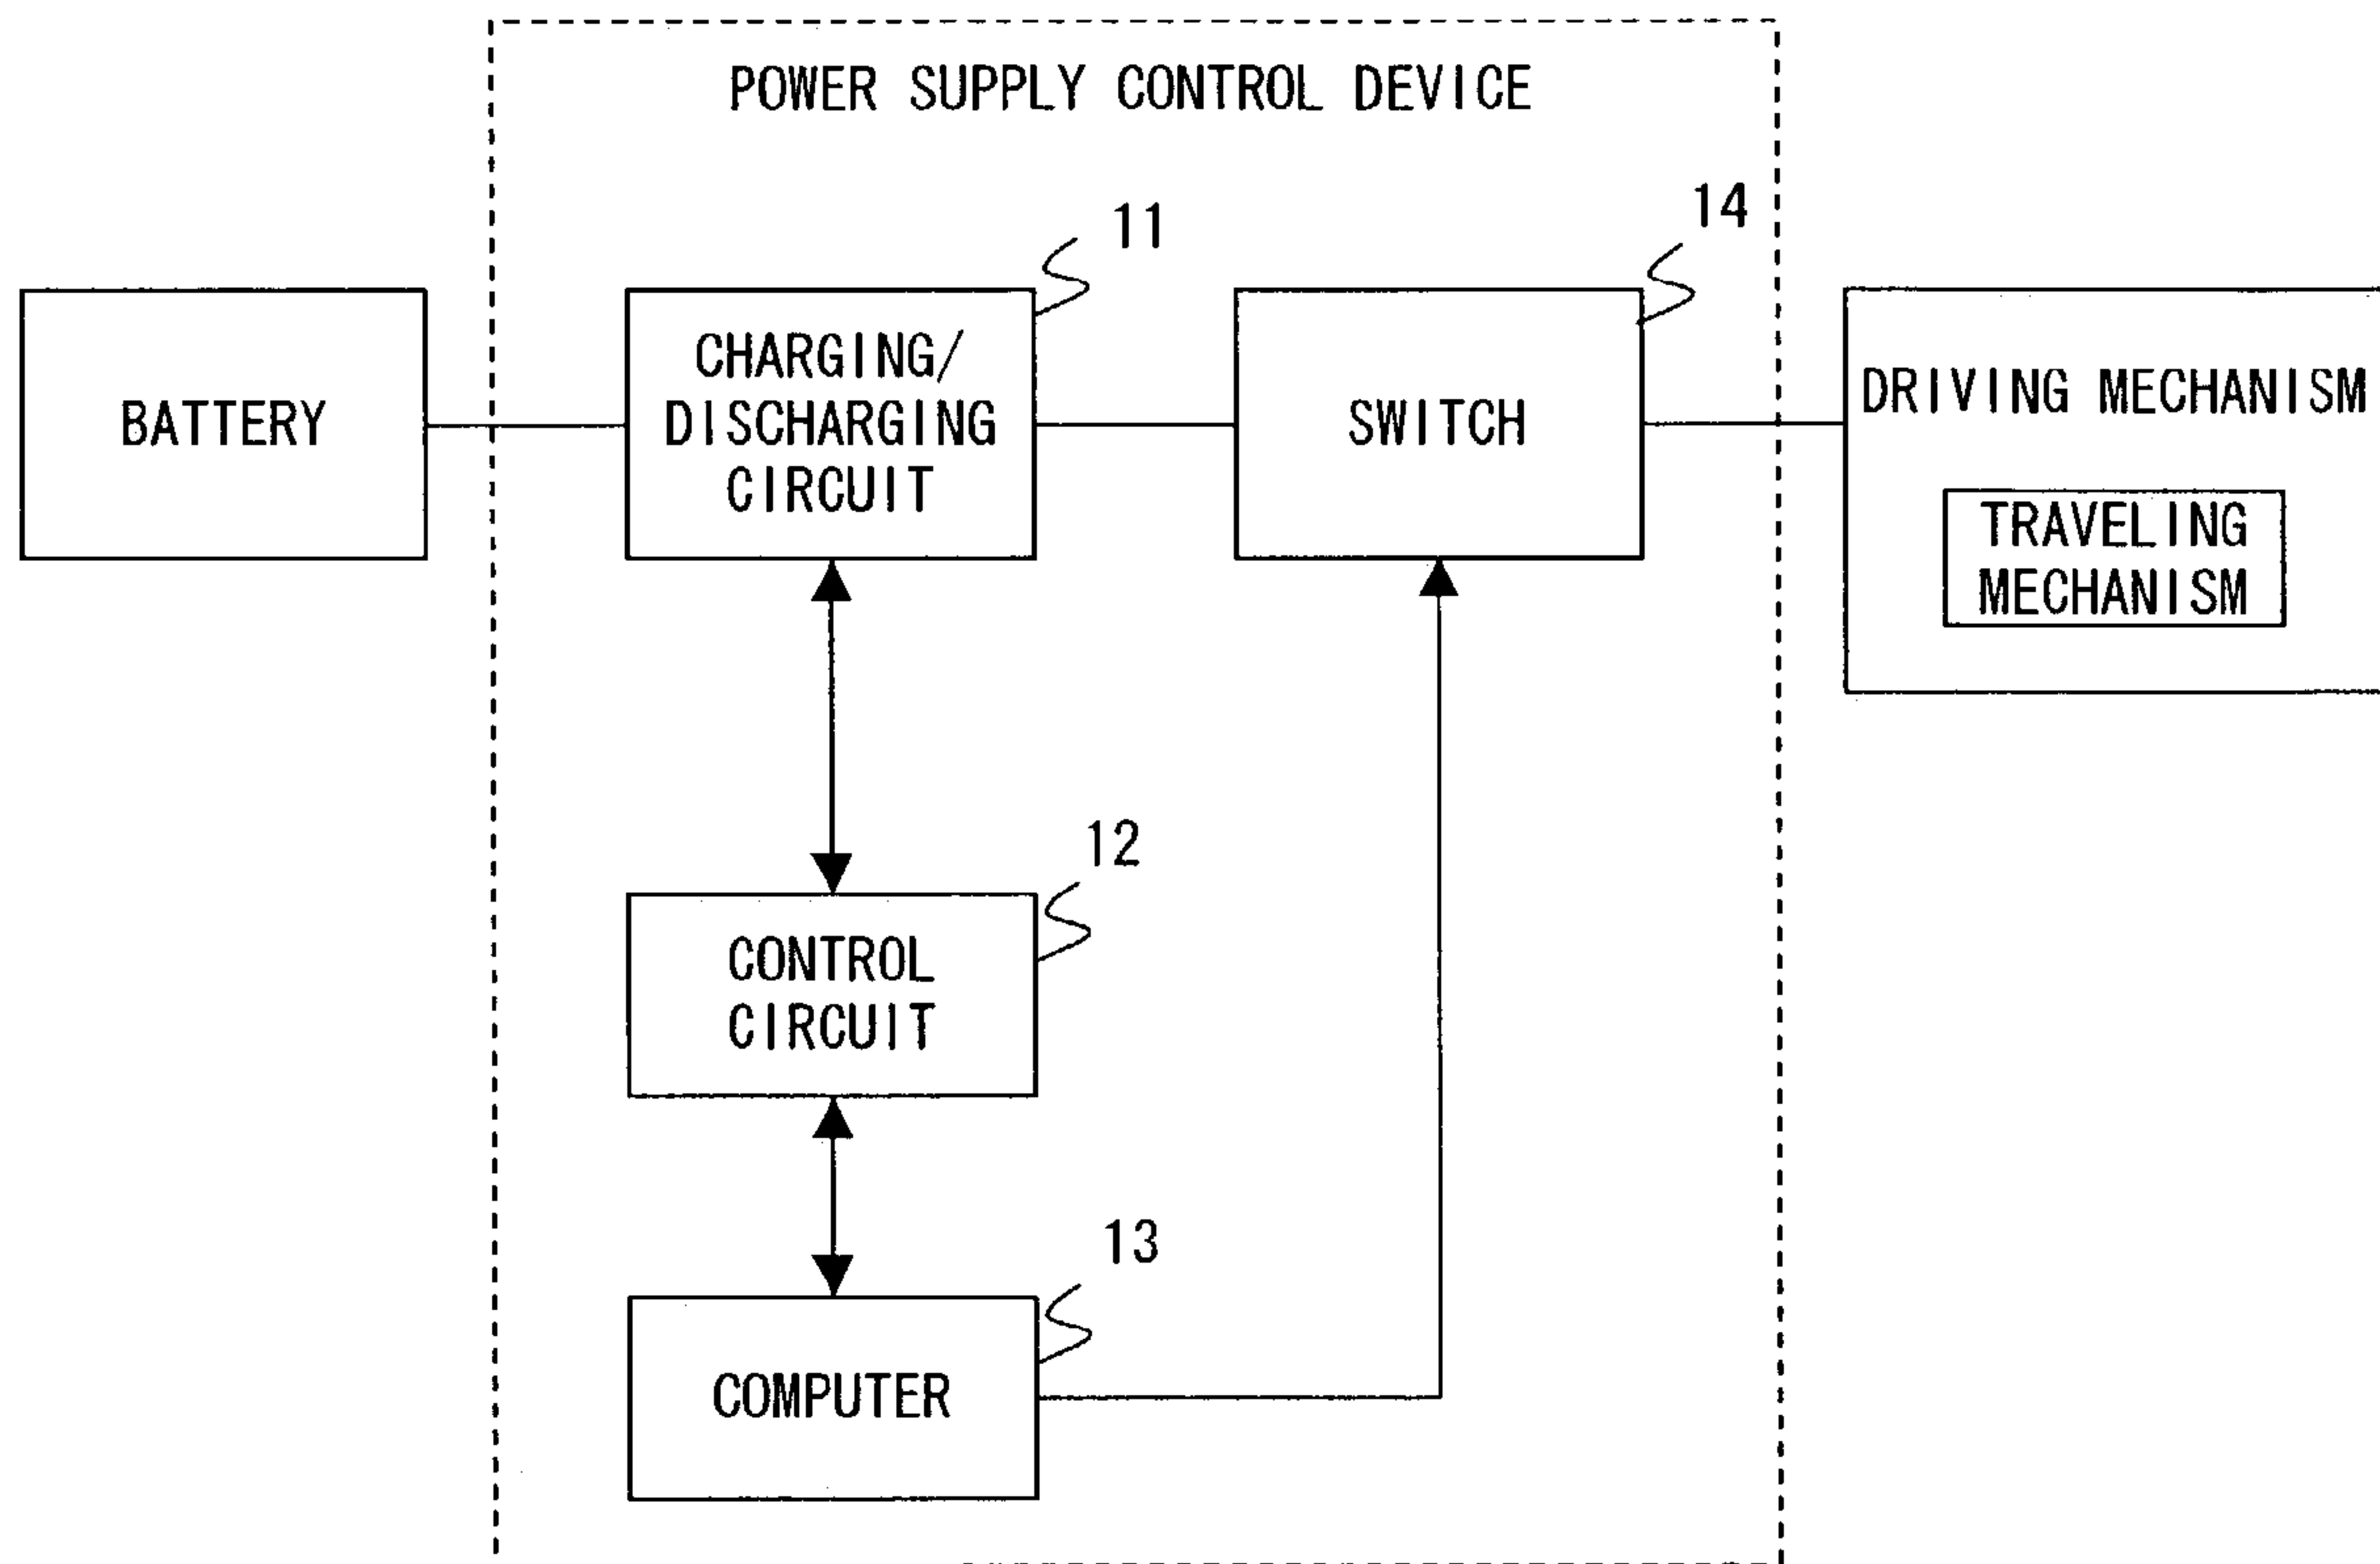 POWER SUPPLY CONTROL DEVICE
11
14
BATTERY
CHARGING/
DISCHARGING
CIRCUIT
SWITCH
DRIVING MECHANISM
TRAVELING
MECHANISM
12
CONTROL
CIRCUIT
13
COMPUTER